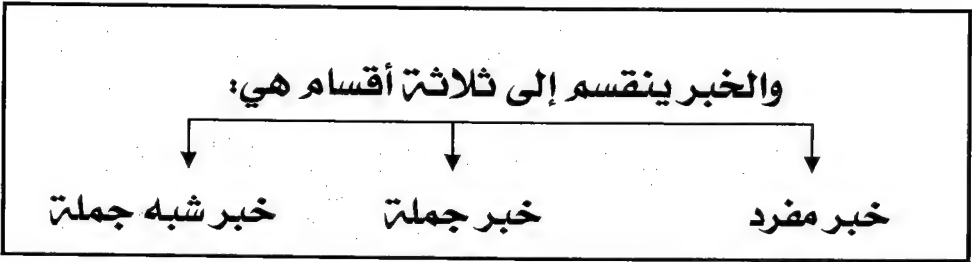 والخبر ينقسم إلى ثلاثة أقسام هي:
خبر مفرد خبر جملة خبر شبه جملة